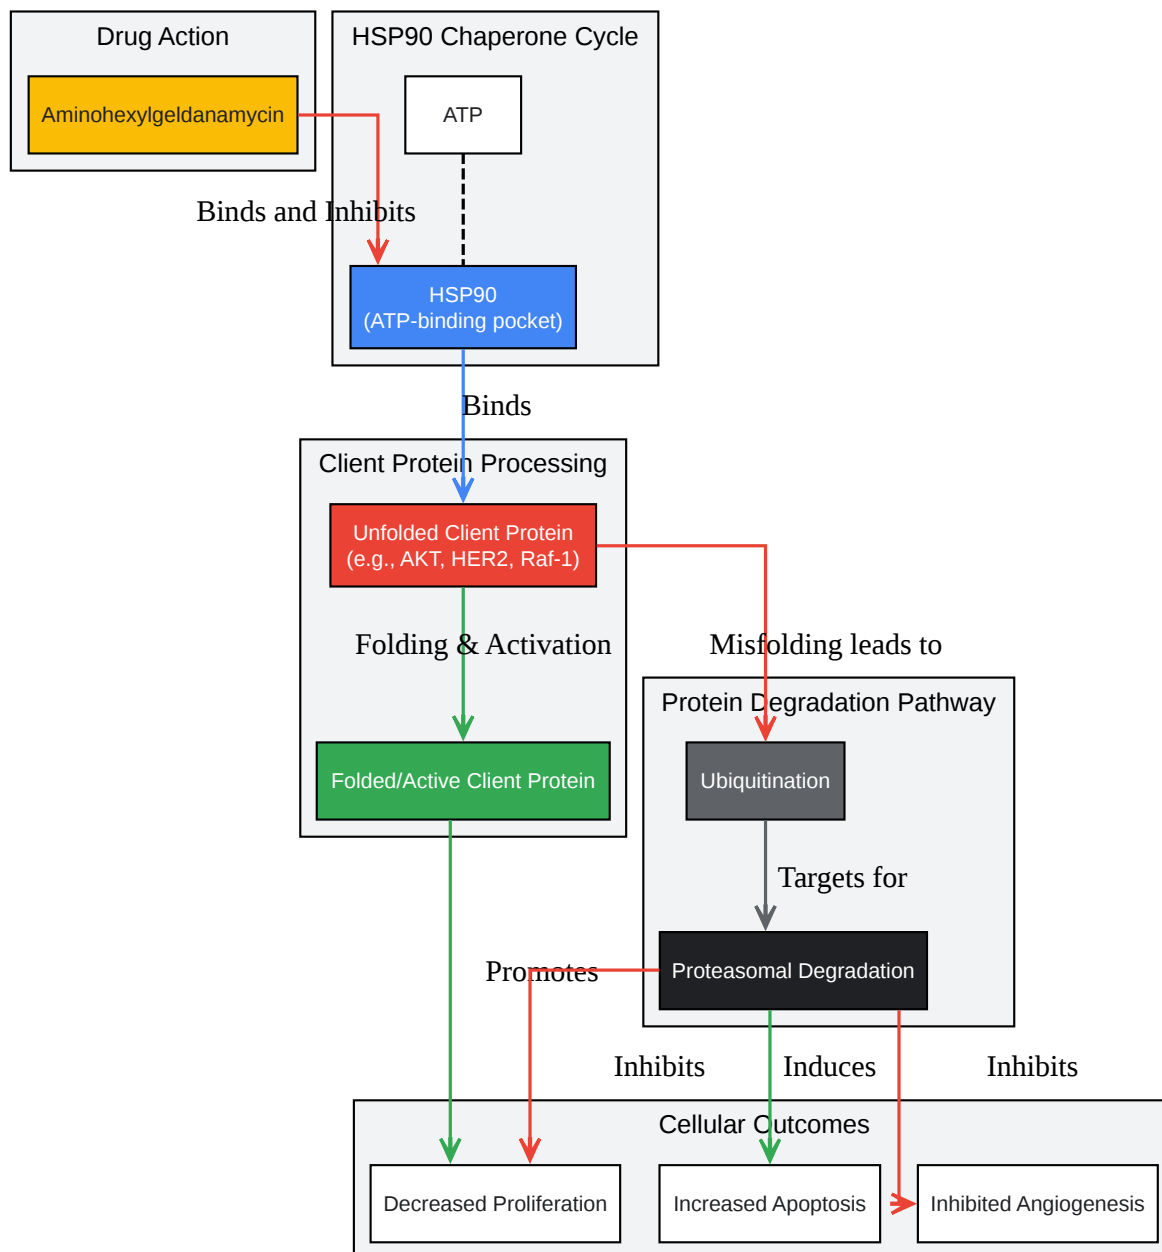 Drug Action
HSP90 Chaperone Cycle
Aminohexylgeldanamycin
ATP
Binds and Inhibits
HSP90
(ATP-binding pocket)
Binds
Client Protein Processing
Unfolded Client Protein
(e.g., AKT, HER2, Raf-1)
Folding & Activation
Misfolding leads to
Protein Degradation Pathway
Folded/Active Client Protein
Ubiquitination
Targets for
Promotes
Proteasomal Degradation
Inhibits
Induces
Inhibits
Cellular Outcomes
Decreased Proliferation
Increased Apoptosis
Inhibited Angiogenesis